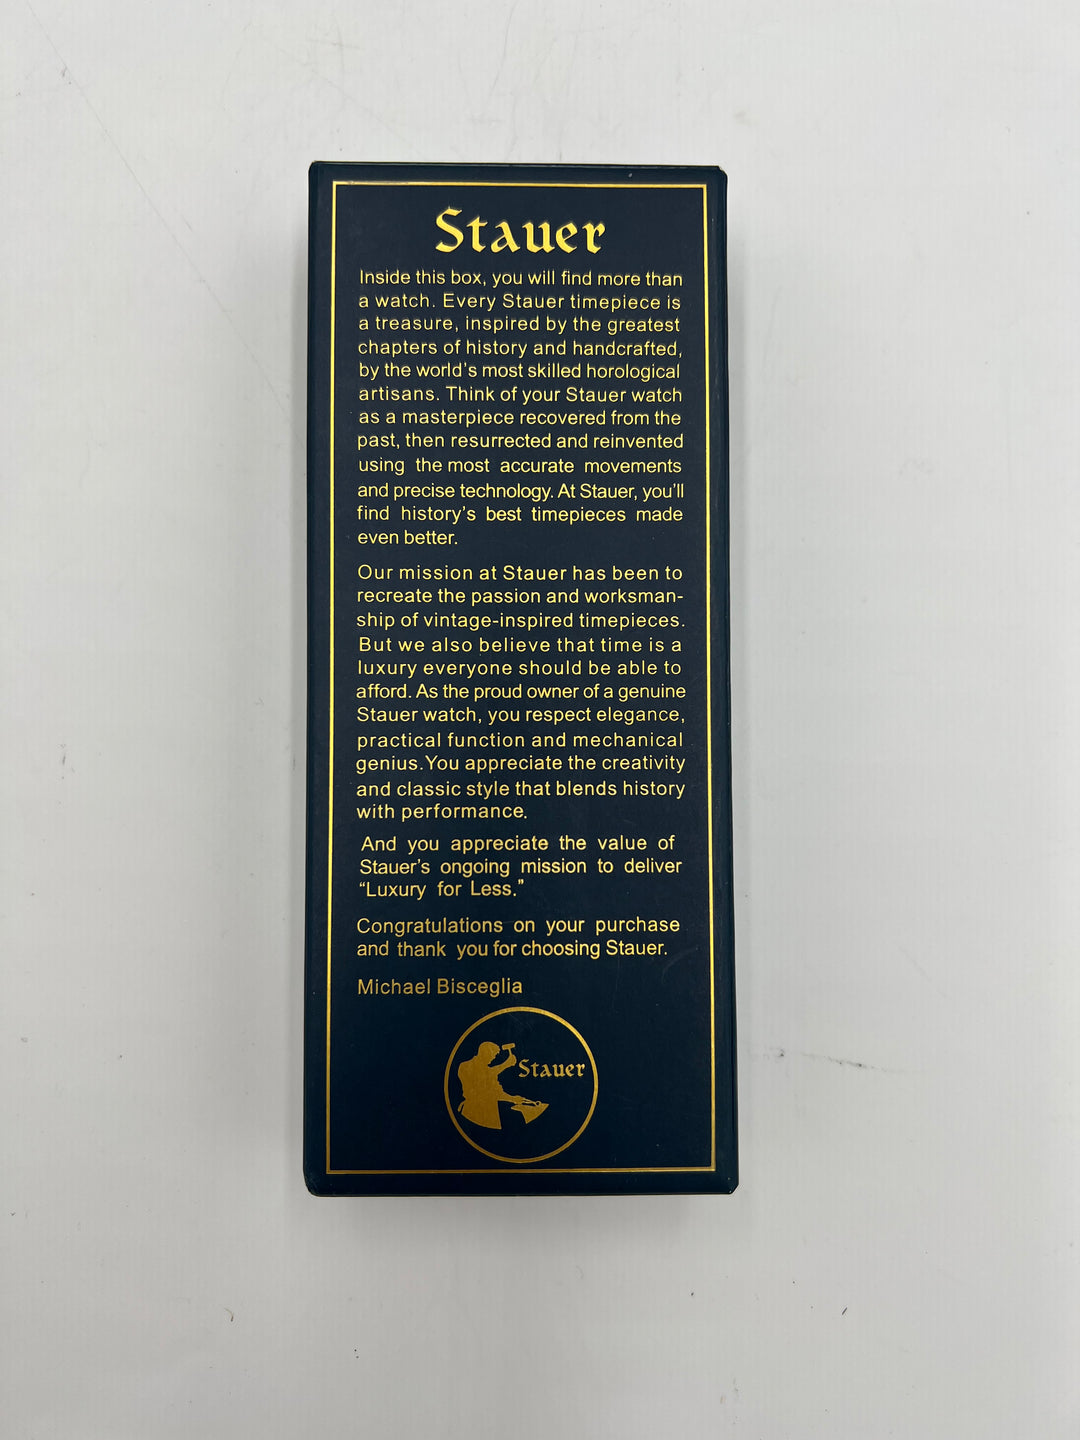 Stauer
Inside this box, you will find more than
a watch. Every Stauer timepiece is
a treasure, inspired by the greatest
chapters of history and handcrafted,
by the world's most skilled horological
artisans. Think of your Stauer watch
as a masterpiece recovered from the
past, then resurrected and reinvented
using the most accurate movements
and precise technology. At Stauer, you'll
find history's best timepieces made
even better.
Our mission at Stauer has been to
recreate the passion and worksman-
ship of vintage-inspired timepieces.
But we also believe that time is a
luxury everyone should be able to
afford. As the proud owner of a genuine
Stauer watch, you respect elegance,
practical function and mechanical
genius.You appreciate the creativity
and classic style that blends history
with performance.
And you appreciate the value of
Stauer's ongoing mission to deliver
“Luxury for Less.”
Congratulations on your purchase
and thank you for choosing Stauer.
Michael Bisceglia
Stauer